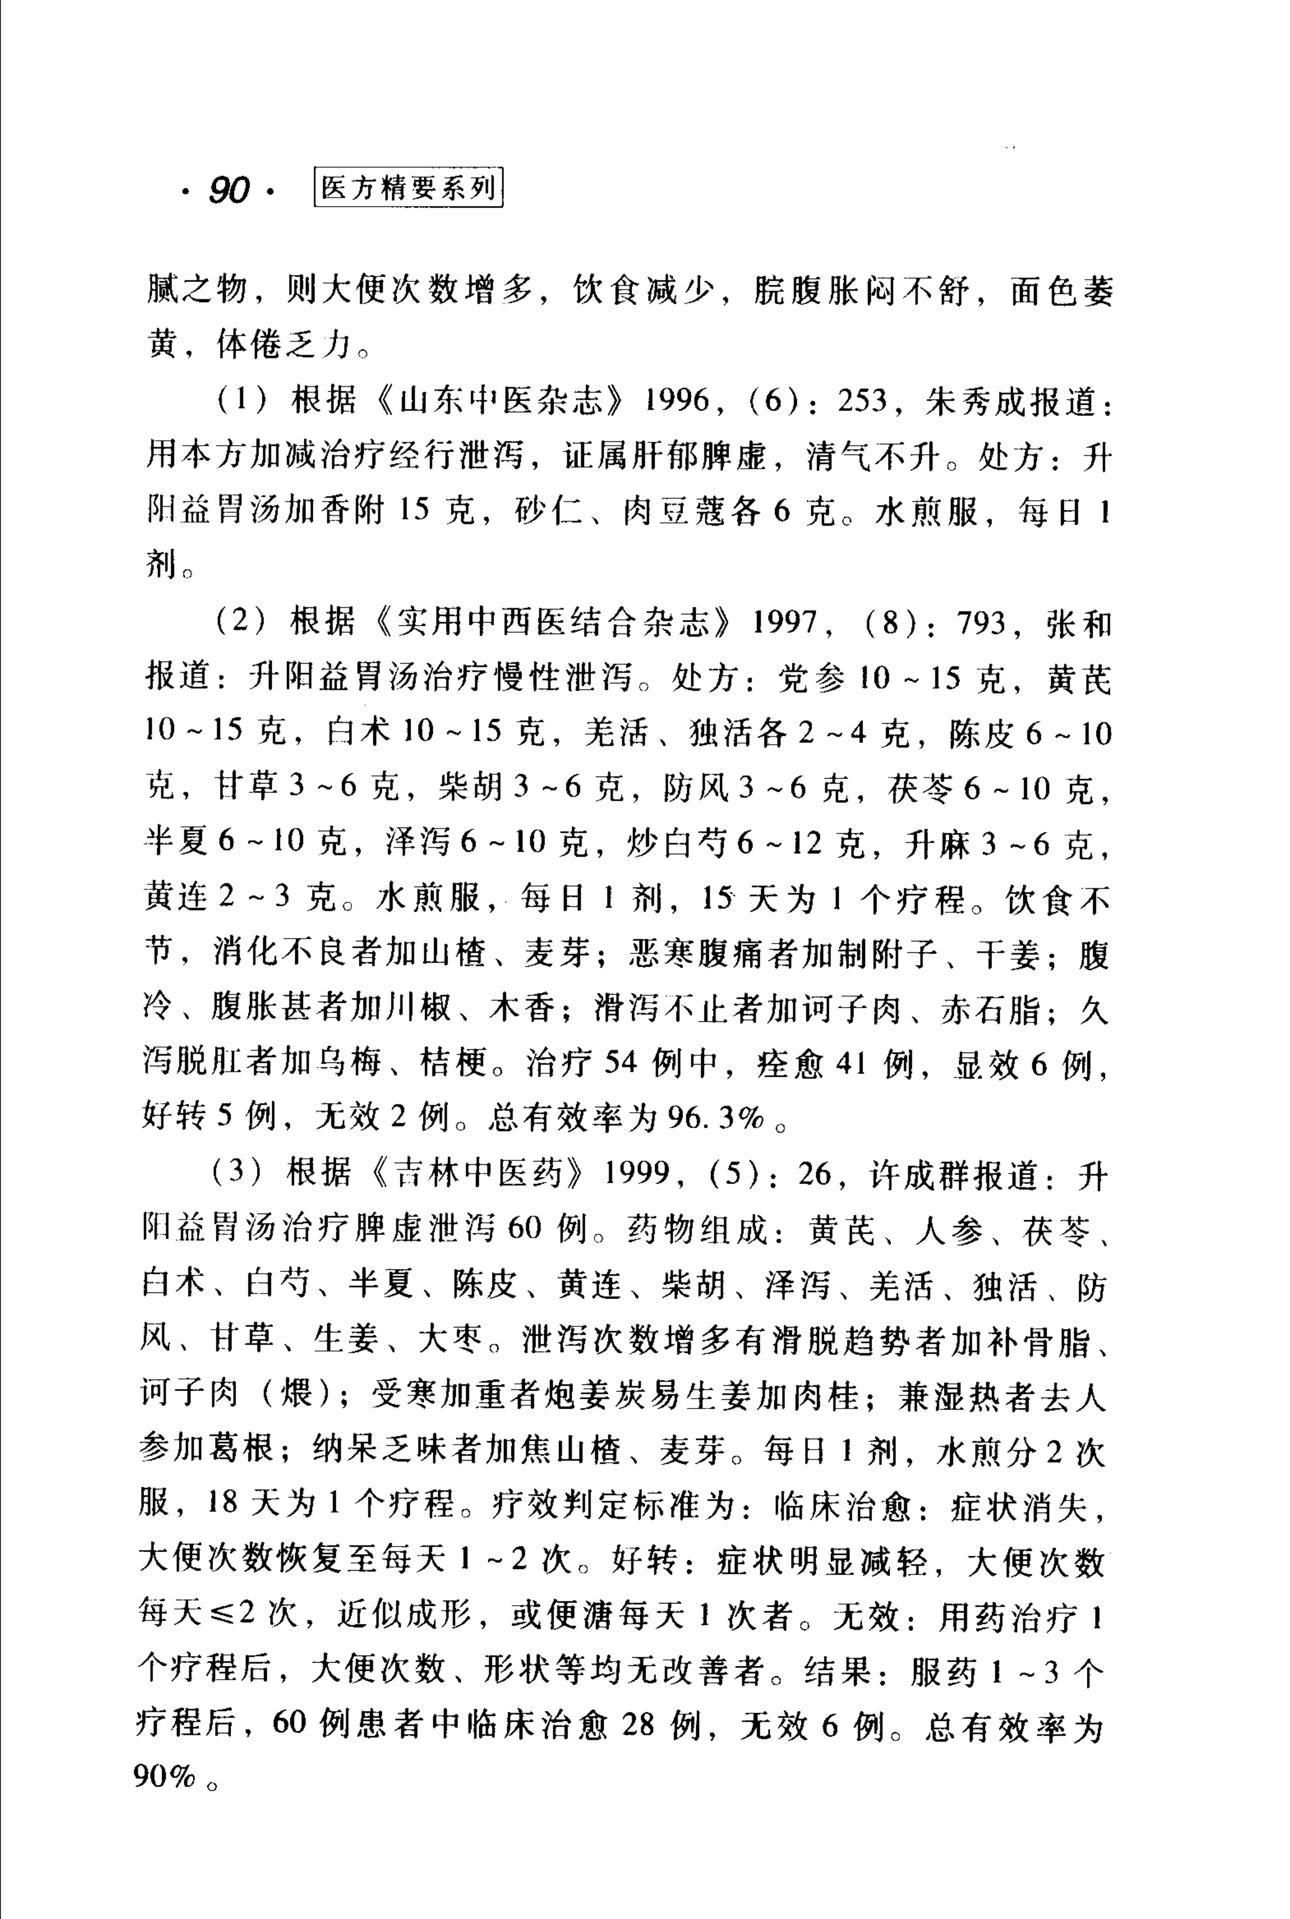 ·90· 医方精要系列
腻之物，则大便次数增多，饮食减少，脘腹胀闷不舒，面色萎
黄，体倦乏力。
(1) 根据《山东中医杂志》1996，(6)：253，朱秀成报道：
用本方加减治疗经行泄泻，证属肝郁脾虚，清气不升。处方：升
阳益胃汤加香附 15 克，砂仁、肉豆蔻各 6 克。水煎服，每日 1
剂。
(2) 根据《实用中西医结合杂志》1997，(8)：793，张和
报道：升阳益胃汤治疗慢性泄泻。处方：党参 10～15 克，黄芪
10～15 克，白术 10～15 克，羌活、独活各 2～4 克，陈皮 6～10
克，甘草 3～6 克，柴胡 3～6 克，防风 3～6 克，茯苓 6～10 克，
半夏 6～10 克，泽泻 6～10 克，炒白芍 6～12 克，升麻 3～6 克，
黄连 2～3 克。水煎服，每日 1 剂，15 天为 1 个疗程。饮食不
节，消化不良者加山楂、麦芽；恶寒腹痛者加制附子、干姜；腹
冷、腹胀甚者加川椒、木香；滑泻不止者加诃子肉、赤石脂；久
泻脱肛者加乌梅、桔梗。治疗 54 例中，痊愈 41 例，显效 6 例，
好转 5 例，无效 2 例。总有效率为 96.3%。
(3) 根据《吉林中医药》1999，(5)：26，许成群报道：升
阳益胃汤治疗脾虚泄泻 60 例。药物组成：黄芪、人参、茯苓、
白术、白芍、半夏、陈皮、黄连、柴胡、泽泻、羌活、独活、防
风、甘草、生姜、大枣。泄泻次数增多有滑脱趋势者加补骨脂、
诃子肉（煨）；受寒加重者炮姜炭易生姜加肉桂；兼湿热者去人
参加葛根；纳呆乏味者加焦山楂、麦芽。每日 1 剂，水煎分 2 次
服，18 天为 1 个疗程。疗效判定标准为：临床治愈：症状消失，
大便次数恢复至每天 1～2 次。好转：症状明显减轻，大便次数
每天≤2 次，近似成形，或便溏每天 1 次者。无效：用药治疗 1
个疗程后，大便次数、形状等均无改善者。结果：服药 1～3 个
疗程后，60 例患者中临床治愈 28 例，无效 6 例。总有效率为
90%。